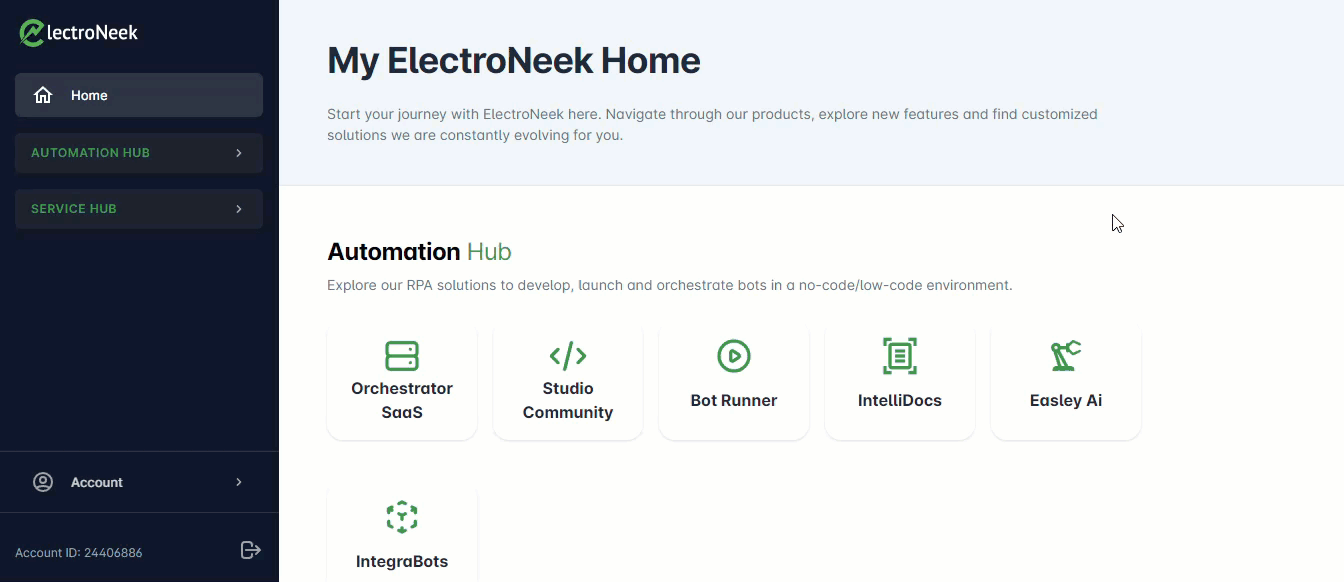 lectroNeek
Home
AUTOMATION HUB
SERVICE HUB
Account
Account ID: 24406886
My ElectroNeek Home
Start your journey with ElectroNeek here. Navigate through our products, explore new features and find customized
solutions we are constantly evolving for you.
Automation Hub
Explore our RPA solutions to develop, launch and orchestrate bots in a no-code/low-code environment.
Orchestrator
SaaS
Studio
Community
Bot Runner
IntelliDocs
Easley Ai
IntegraBots